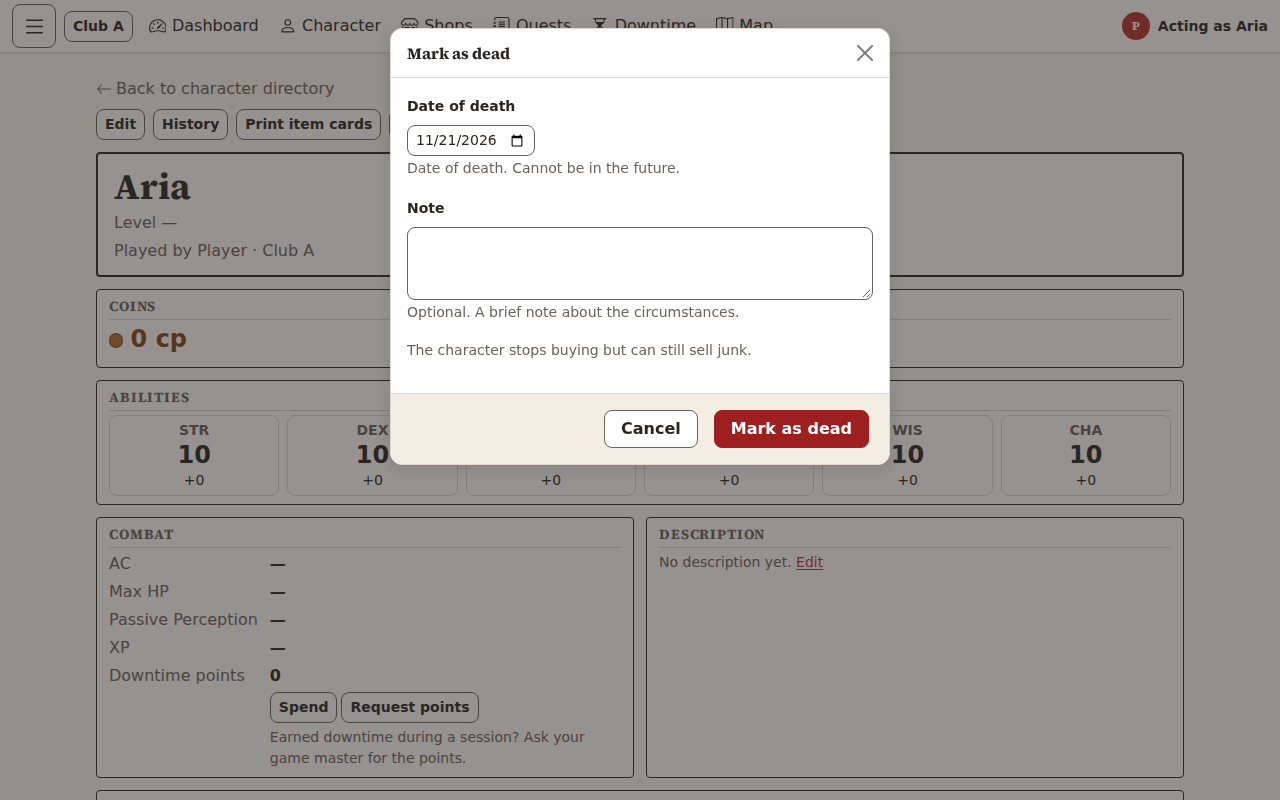 Club A
Dashboard
Character
Shops
Quests
Downtime
Map
P
Acting as Aria
Back to character directory
Edit
History
Print item cards
Aria
Level —
Played by Player · Club A
COINS
0 cp
ABILITIES
STR
10
+0
DEX
10
+0
+0
+0
WIS
10
+0
CHA
10
+0
COMBAT
AC —
Max HP —
Passive Perception —
XP —
Downtime points 0
Spend
Request points
Earned downtime during a session? Ask your
game master for the points.
DESCRIPTION
No description yet. Edit
Mark as dead
Date of death
11/21/2026
Date of death. Cannot be in the future.
Note
Optional. A brief note about the circumstances.
The character stops buying but can still sell junk.
Cancel
Mark as dead